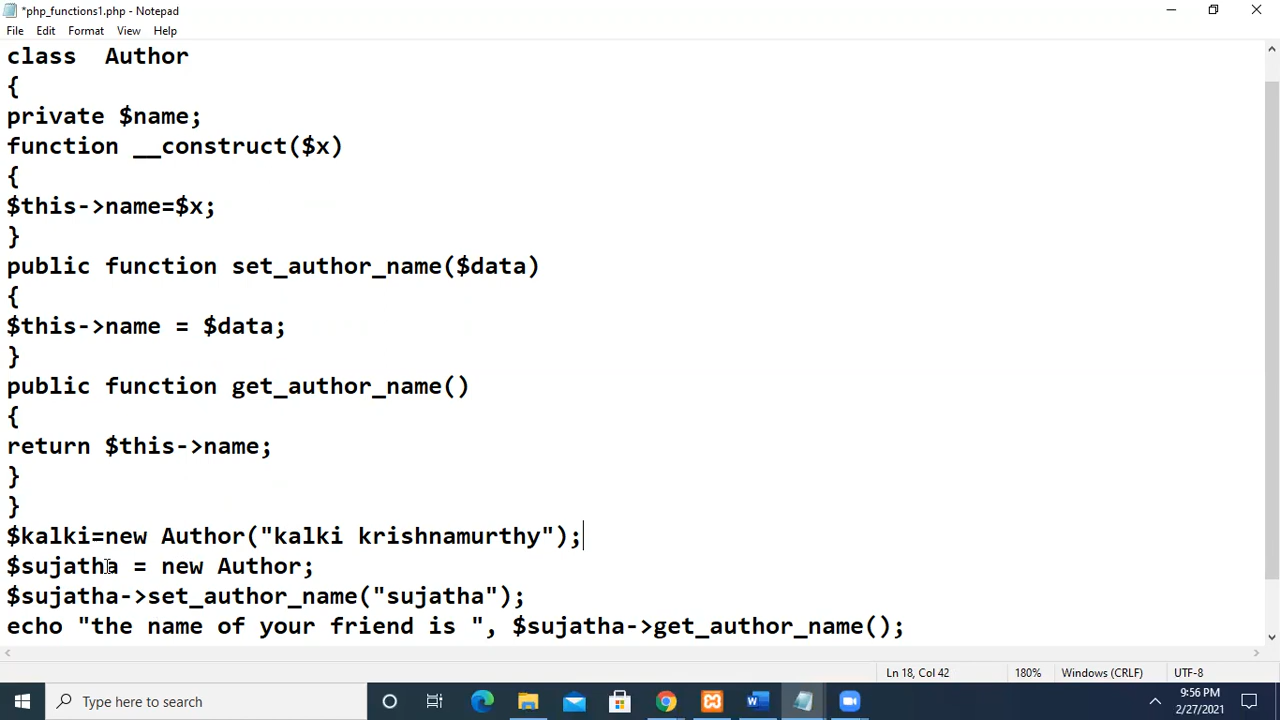 *php_functions1.php - Notepad
File Edit Format View Help
class  Author
{
private $name;
function __construct($x)
{
$this->name=$x;
}
public function set_author_name($data)
{
$this->name = $data;
}
public function get_author_name()
{
return $this->name;
}
}
$kalki=new Author("kalki krishnamurthy");
$sujatha = new Author;
$sujatha->set_author_name("sujatha");
echo "the name of your friend is ", $sujatha->get_author_name();
Ln 18, Col 42 180% Windows (CRLF) UTF-8
Type here to search
9:56 PM
2/27/2021